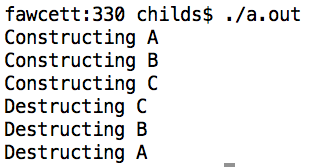 fawcett:330 childs$ ./a.out
Constructing A
Constructing B
Constructing C
Destructing C
Destructing B
Destructing A